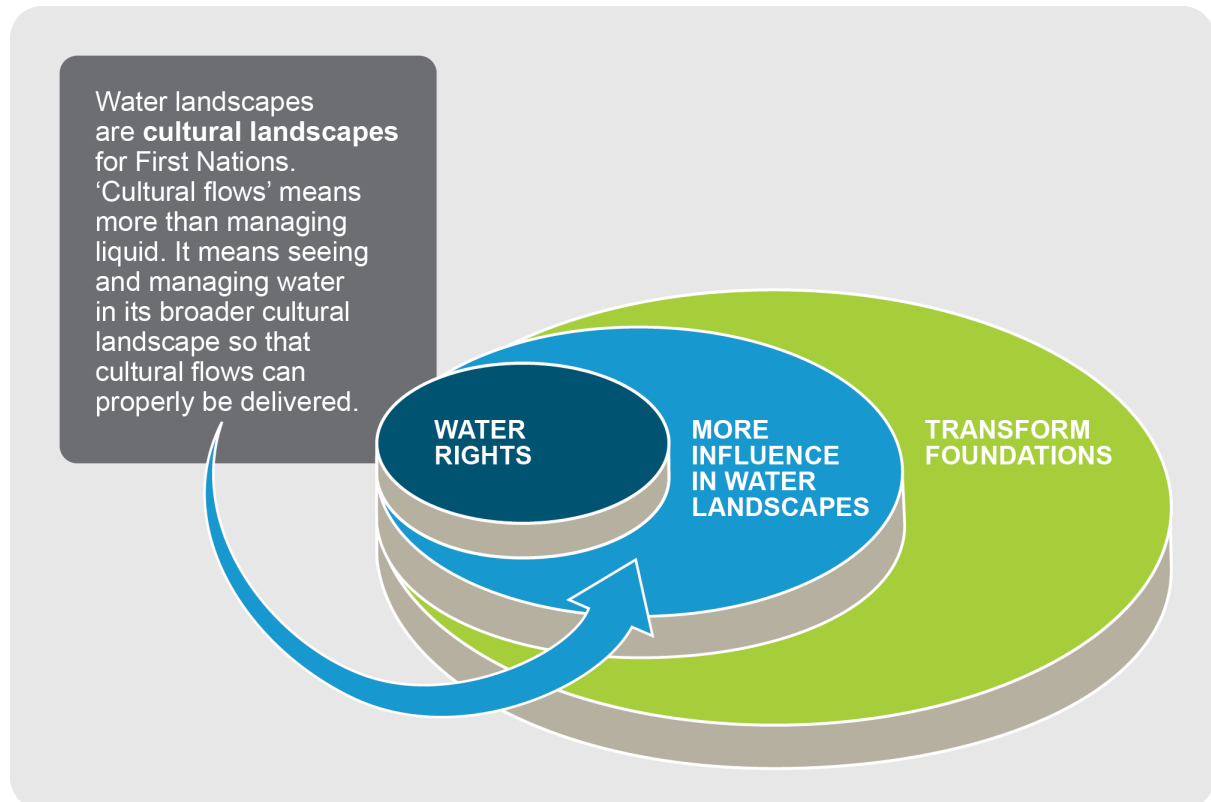 Water landscapes
are cultural landscapes
for First Nations.
‘Cultural flows’ means
more than managing
liquid. It means seeing
and managing water
in its broader cultural
landscape so that
cultural flows can
properly be delivered.
WATER
RIGHTS
MORE
INFLUENCE
IN WATER
LANDSCAPES
TRANSFORM
FOUNDATIONS